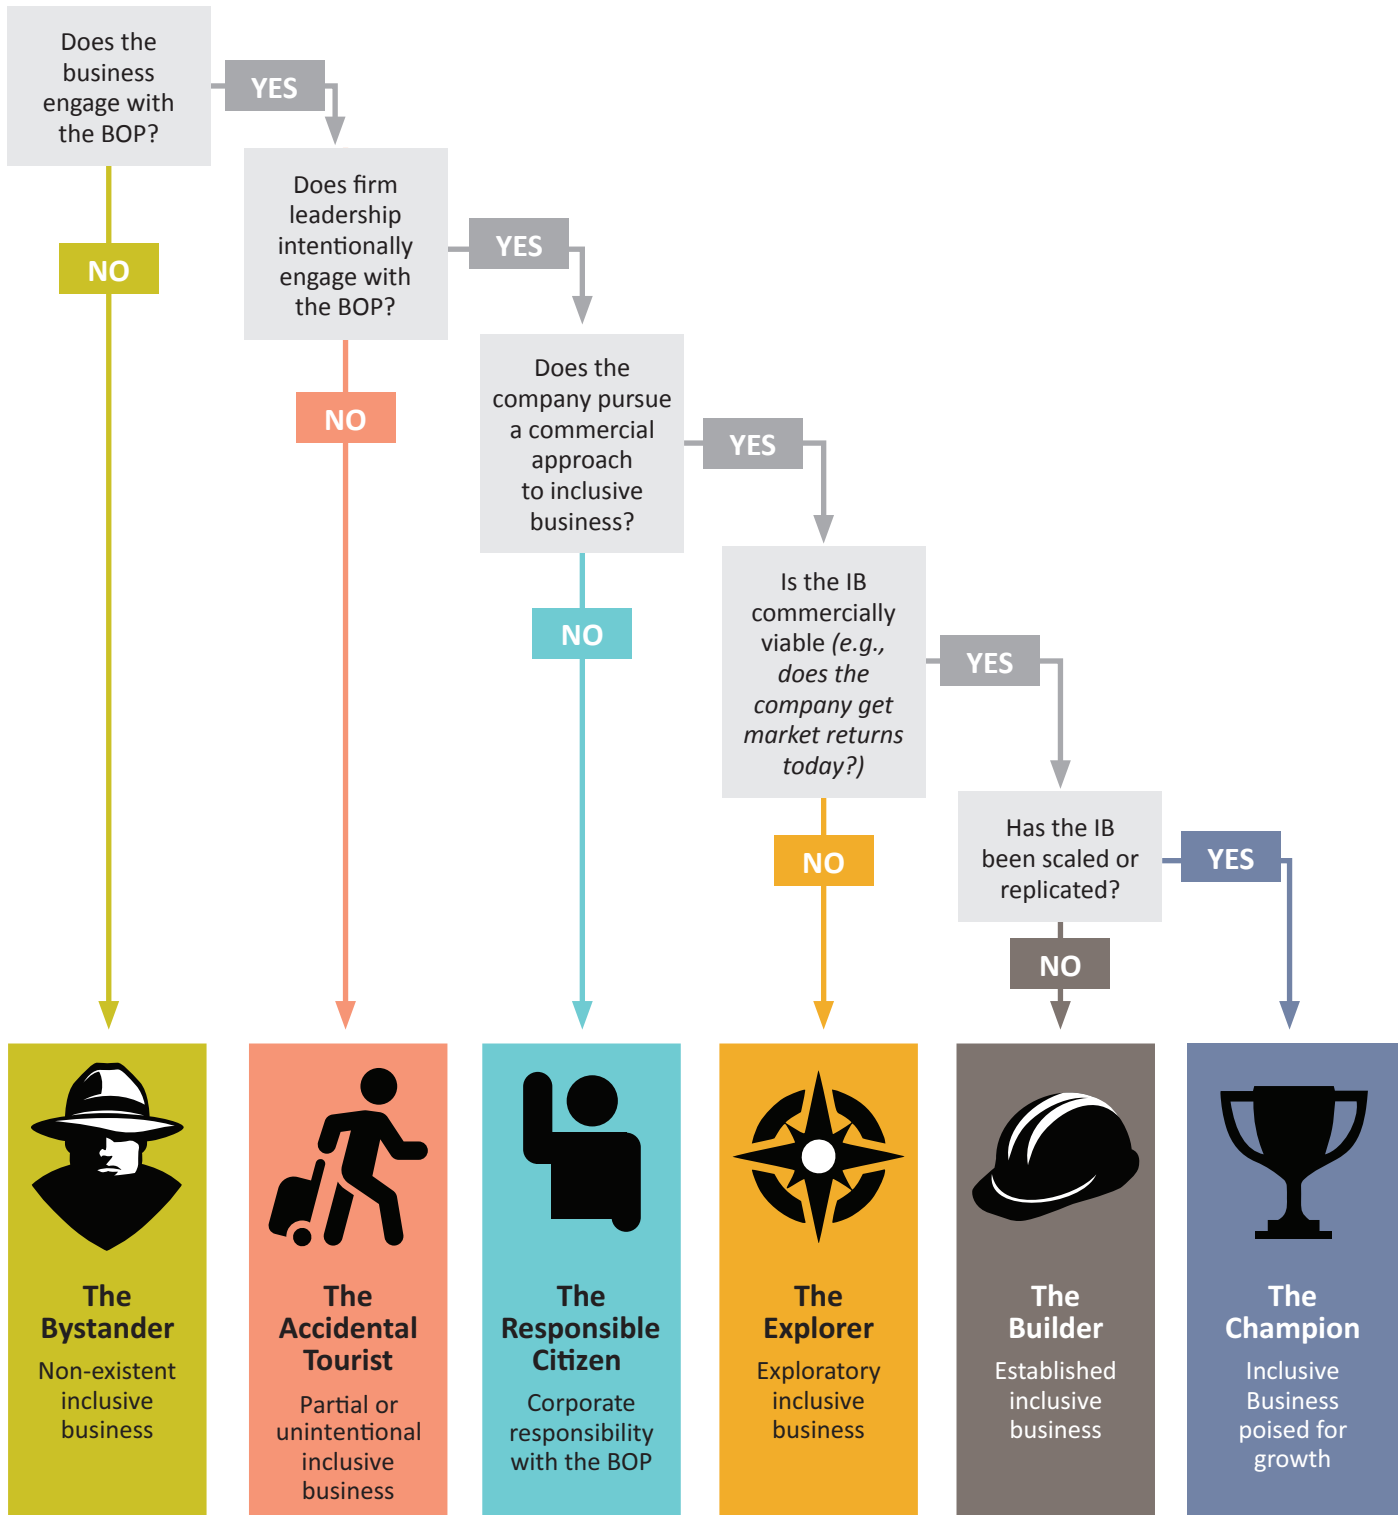 Does the
business
engage with
the BOP?
YES
NO
Does firm
leadership
intentionally
engage with
the BOP?
YES
NO
Does the
company pursue
a commercial
approach
to inclusive
business?
YES
NO
Is the IB
commercially
viable (e.g.,
does the
company get
market returns
today?)
YES
NO
Has the IB
been scaled or
replicated?
YES
NO
The
Bystander
Non-existent
inclusive
business
The
Accidental
Tourist
Partial or
unintentional
inclusive
business
The
Responsible
Citizen
Corporate
responsibility
with the BOP
The
Explorer
Exploratory
inclusive
business
The
Builder
Established
inclusive
business
The
Champion
Inclusive
Business
poised for
growth